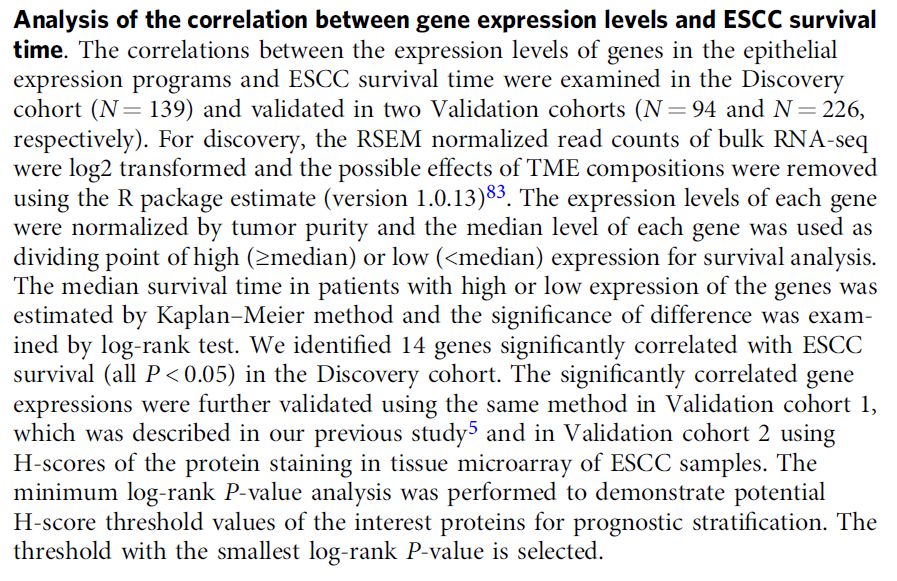 Analysis of the correlation between gene expression levels and ESCC survival
time. The correlations between the expression levels of genes in the epithelial
expression programs and ESCC survival time were examined in the Discovery
cohort (N = 139) and validated in two Validation cohorts (N = 94 and N = 226,
respectively). For discovery, the RSEM normalized read counts of bulk RNA-seq
were log2 transformed and the possible effects of TME compositions were removed
using the R package estimate (version 1.0.13)83. The expression levels of each gene
were normalized by tumor purity and the median level of each gene was used as
dividing point of high (≥median) or low (<median) expression for survival analysis.
The median survival time in patients with high or low expression of the genes was
estimated by Kaplan–Meier method and the significance of difference was exam-
ined by log-rank test. We identified 14 genes significantly correlated with ESCC
survival (all P < 0.05) in the Discovery cohort. The significantly correlated gene
expressions were further validated using the same method in Validation cohort 1,
which was described in our previous study5 and in Validation cohort 2 using
H-scores of the protein staining in tissue microarray of ESCC samples. The
minimum log-rank P-value analysis was performed to demonstrate potential
H-score threshold values of the interest proteins for prognostic stratification. The
threshold with the smallest log-rank P-value is selected.